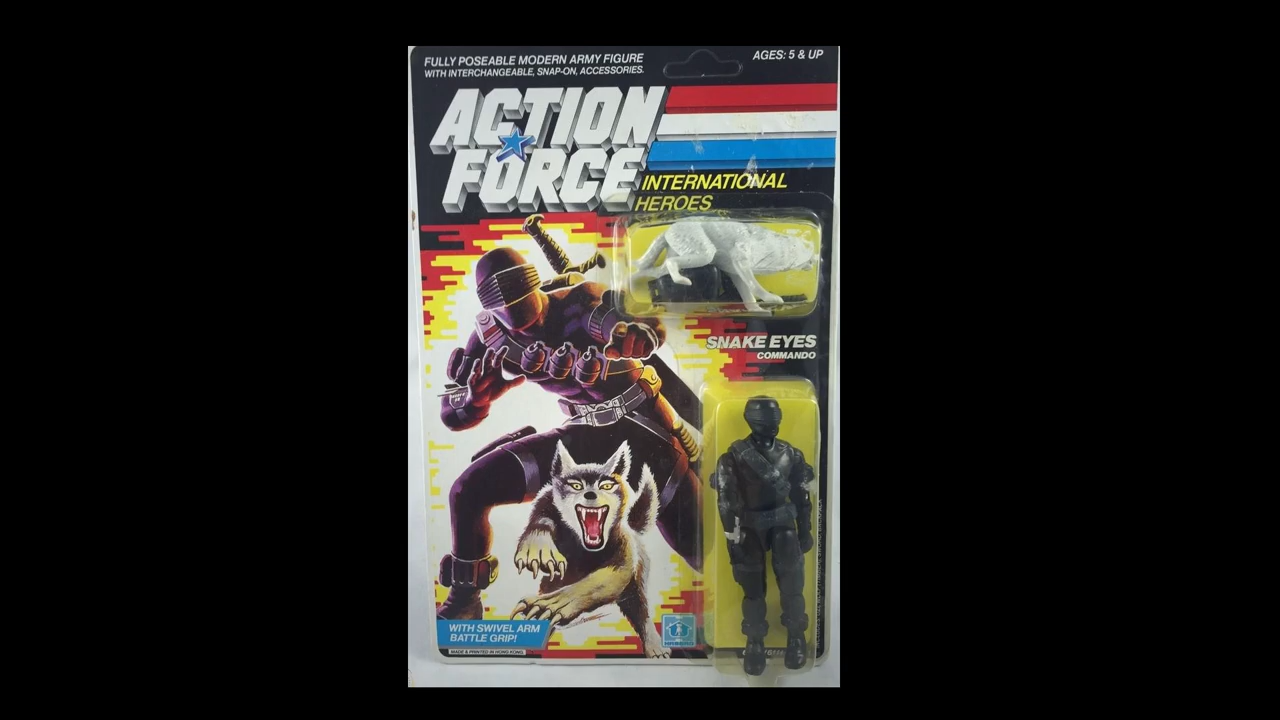 FULLY POSEABLE MODERN ARMY FIGURE
WITH INTERCHANGEABLE, SNAP-ON, ACCESSORIES.
AGES: 5 & UP
ACTION
FORCE
INTERNATIONAL
HEROES
SNAKE EYES
COMMANDO
WITH SWIVEL ARM
BATTLE GRIP!
MADE & PRINTED IN HONG KONG.